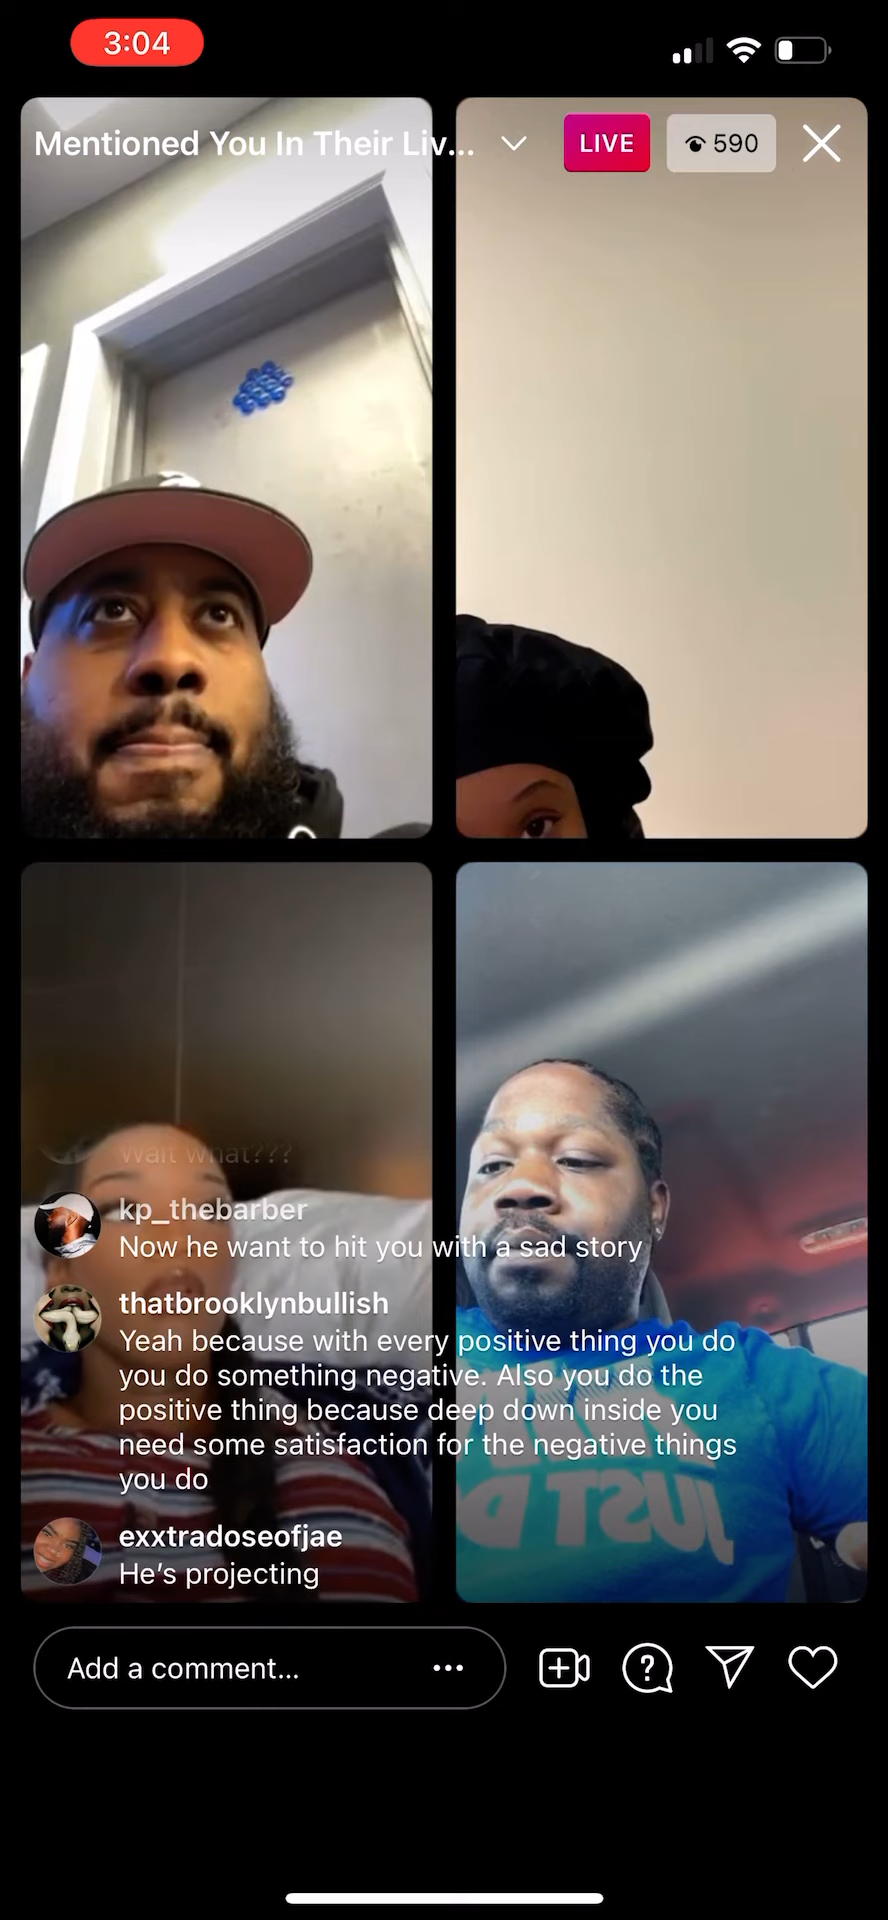 3:04
Mentioned You In Their Liv...
LIVE
590
Wait what???
kp_thebarber
Now he want to hit you with a sad story
thatbrooklynbullish
Yeah because with every positive thing you do
you do something negative. Also you do the
positive thing because deep down inside you
need some satisfaction for the negative things
you do
exxtradoseofjae
He's projecting
JUST D
Add a comment...